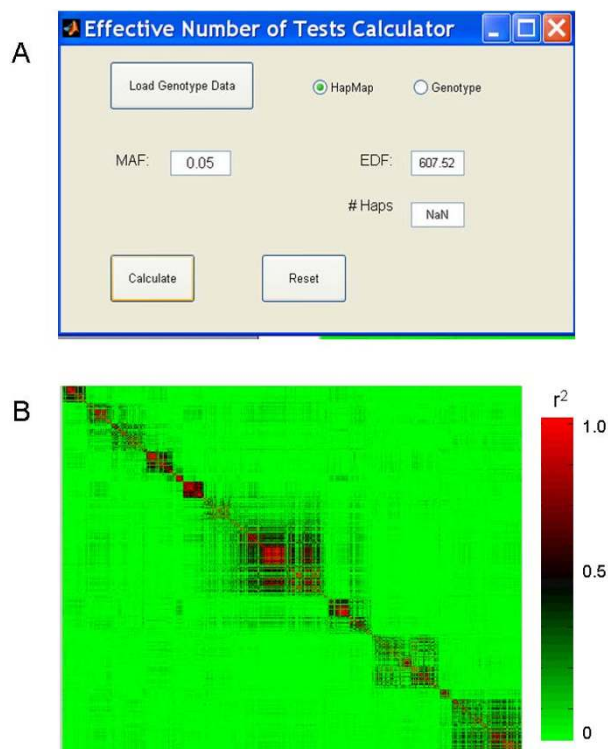 A
Effective Number of Tests Calculator
Load Genotype Data
HapMap
Genotype
MAF:
0.05
EDF:
607.52
# Haps
NaN
Calculate
Reset
B
r²
1.0
0.5
0